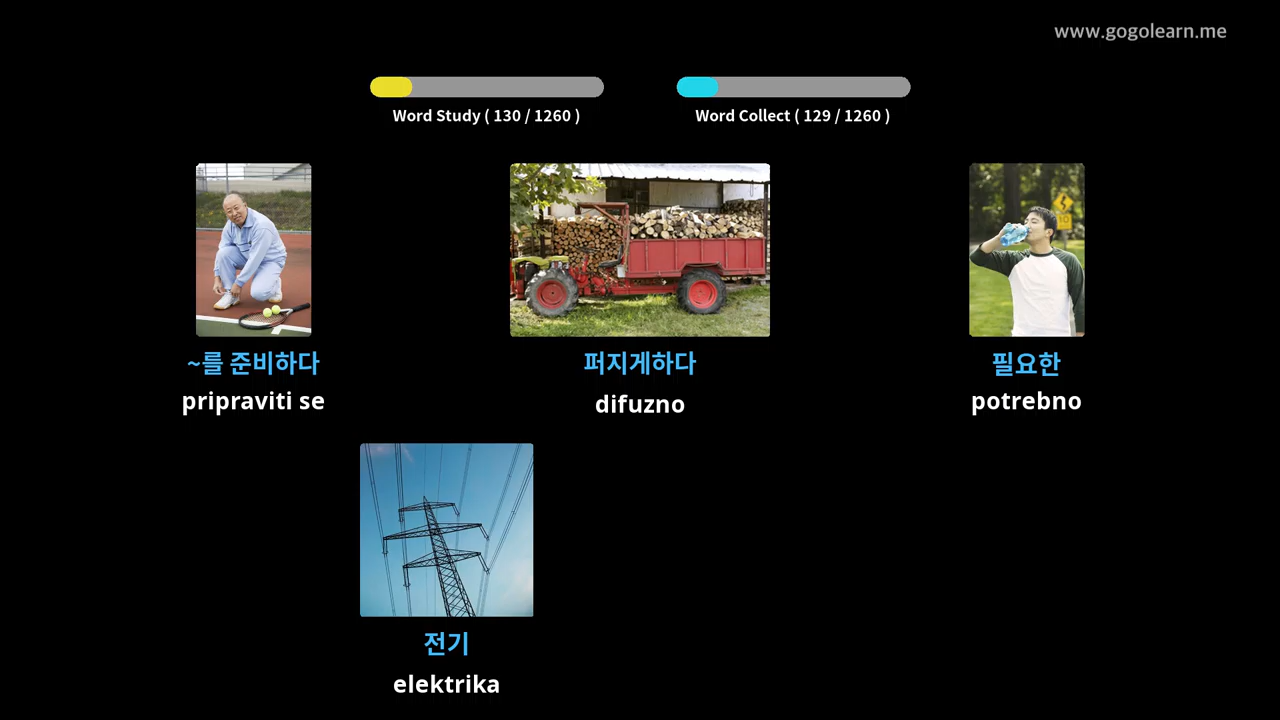 www.gogolearn.me
Word Study ( 130 / 1260 )
Word Collect ( 129 / 1260 )
~를 준비하다
pripraviti se
퍼지게하다
difuzno
필요한
potrebno
전기
elektrika